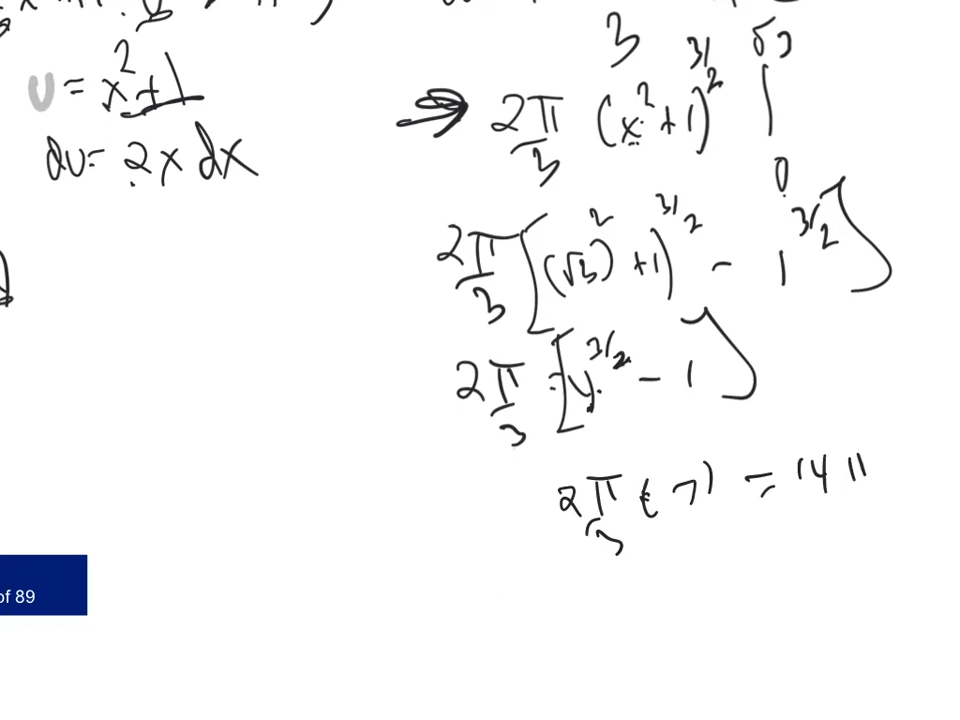 u = x² + 1
du = 2x dx
3
→ 2π/3 (x² + 1)^3/2 | √3 0
2π/3 [(√3)² + 1)^3/2 - 1^3/2]
2π/3 [4^3/2 - 1]
2π/3 (7) = 14π
of 89